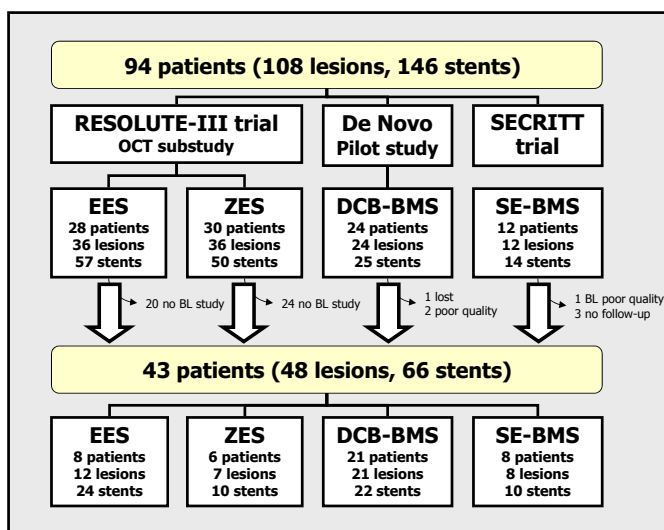 94 patients (108 lesions, 146 stents)
RESOLUTE-III trial
OCT substudy
De Novo
Pilot study
SECRITT
trial
EES
28 patients
36 lesions
57 stents
ZES
30 patients
36 lesions
50 stents
DCB-BMS
24 patients
24 lesions
25 stents
SE-BMS
12 patients
12 lesions
14 stents
20 no BL study
24 no BL study
1 lost
2 poor quality
1 BL poor quality
3 no follow-up
43 patients (48 lesions, 66 stents)
EES
8 patients
12 lesions
24 stents
ZES
6 patients
7 lesions
10 stents
DCB-BMS
21 patients
21 lesions
22 stents
SE-BMS
8 patients
8 lesions
10 stents